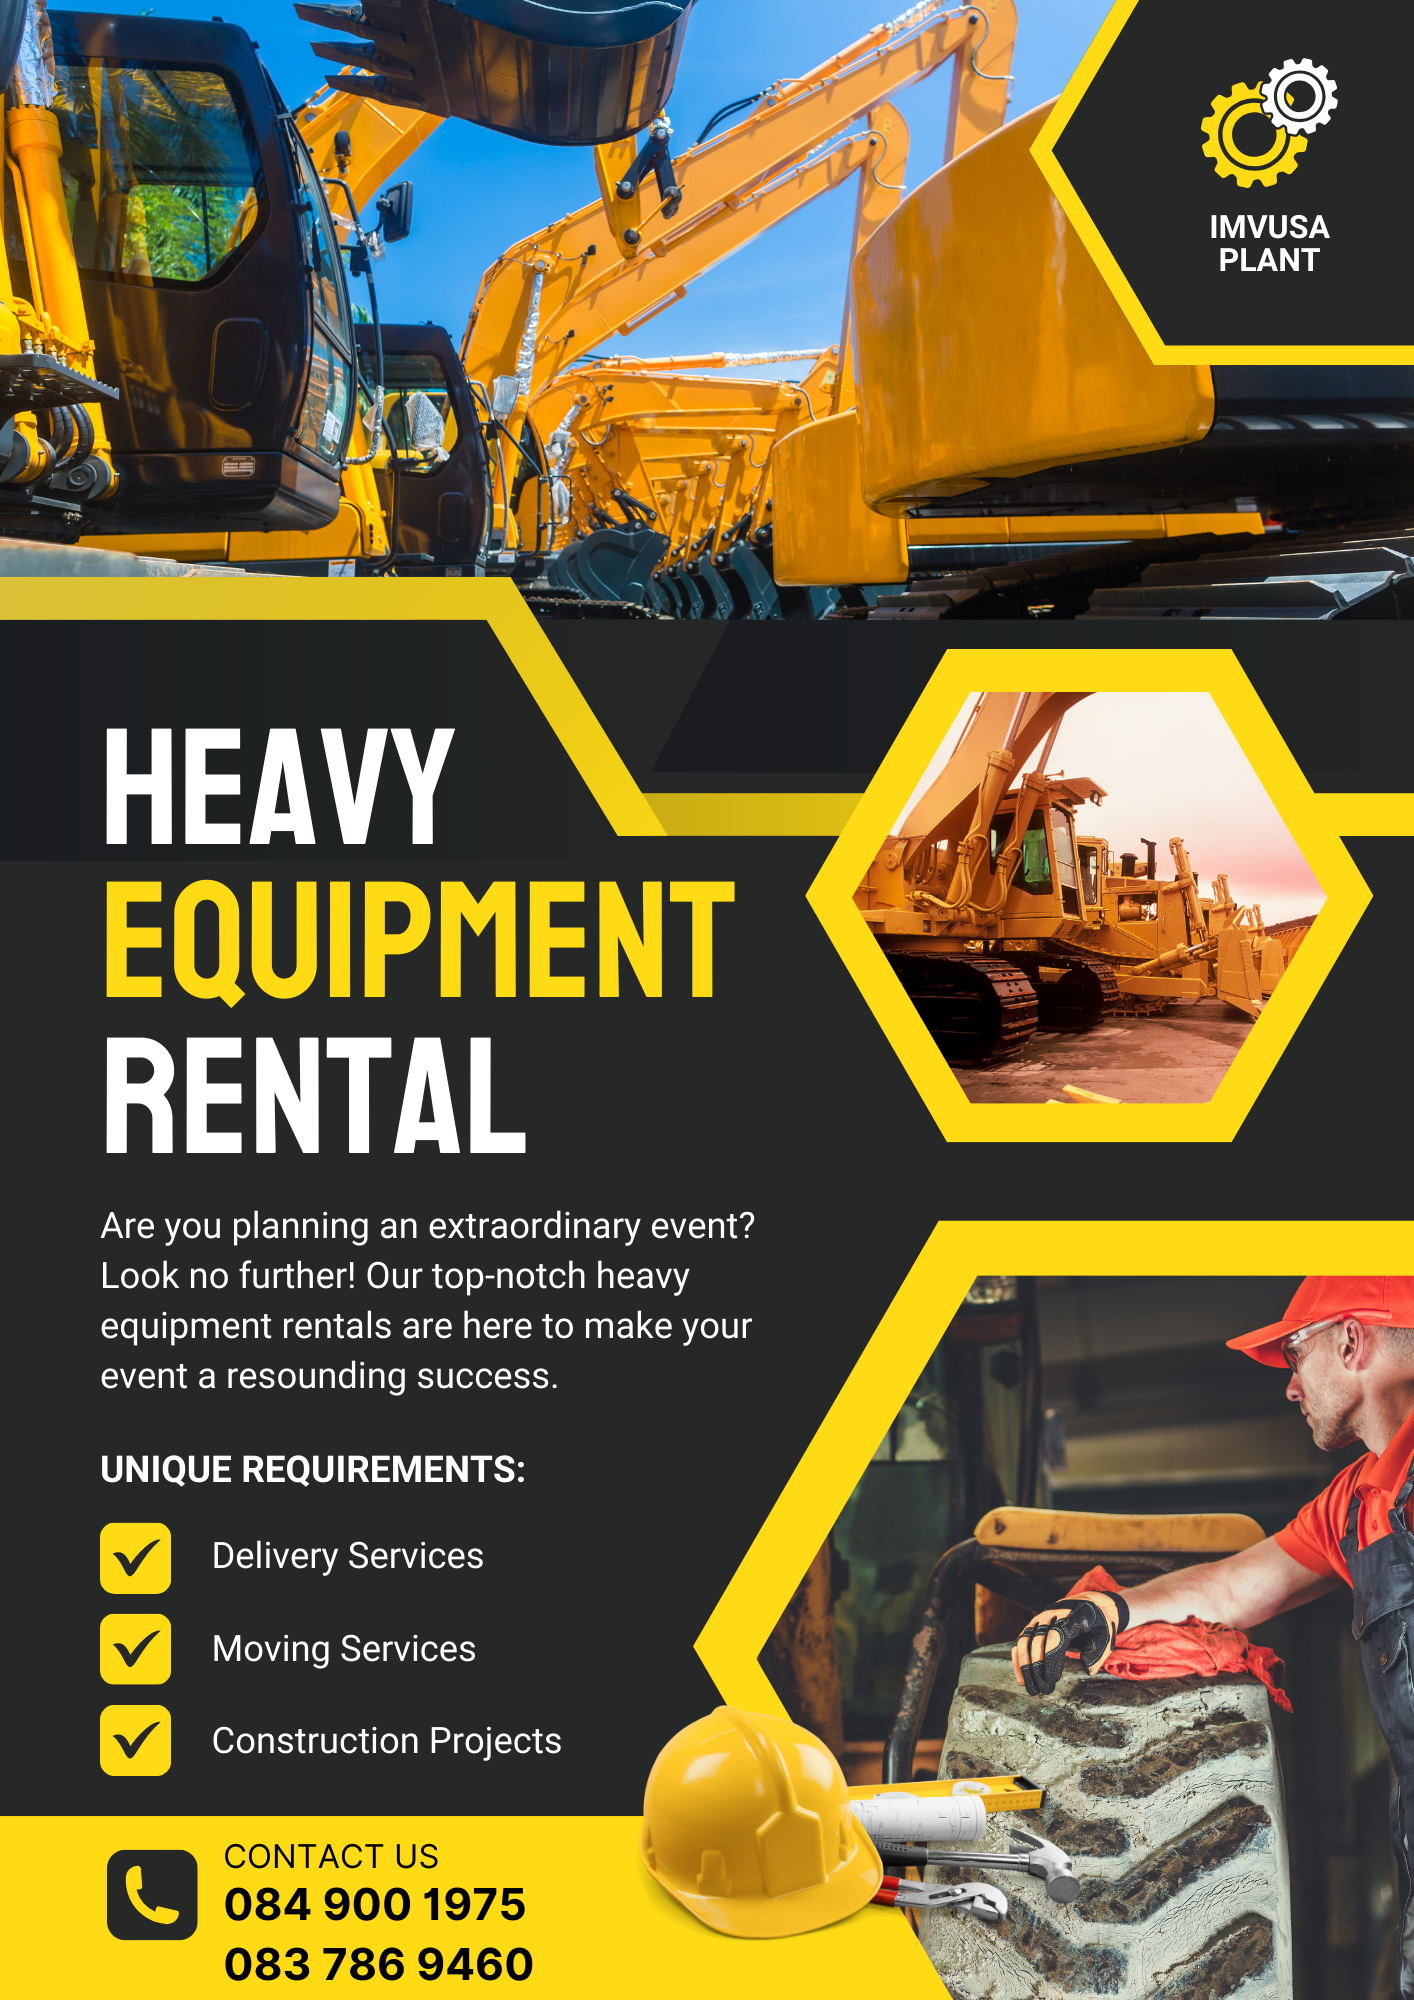 IMVUSA
PLANT
HEAVY
EQUIPMENT
RENTAL
Are you planning an extraordinary event?
Look no further! Our top-notch heavy
equipment rentals are here to make your
event a resounding success.
UNIQUE REQUIREMENTS:
Delivery Services
Moving Services
Construction Projects
CONTACT US
084 900 1975
083 786 9460